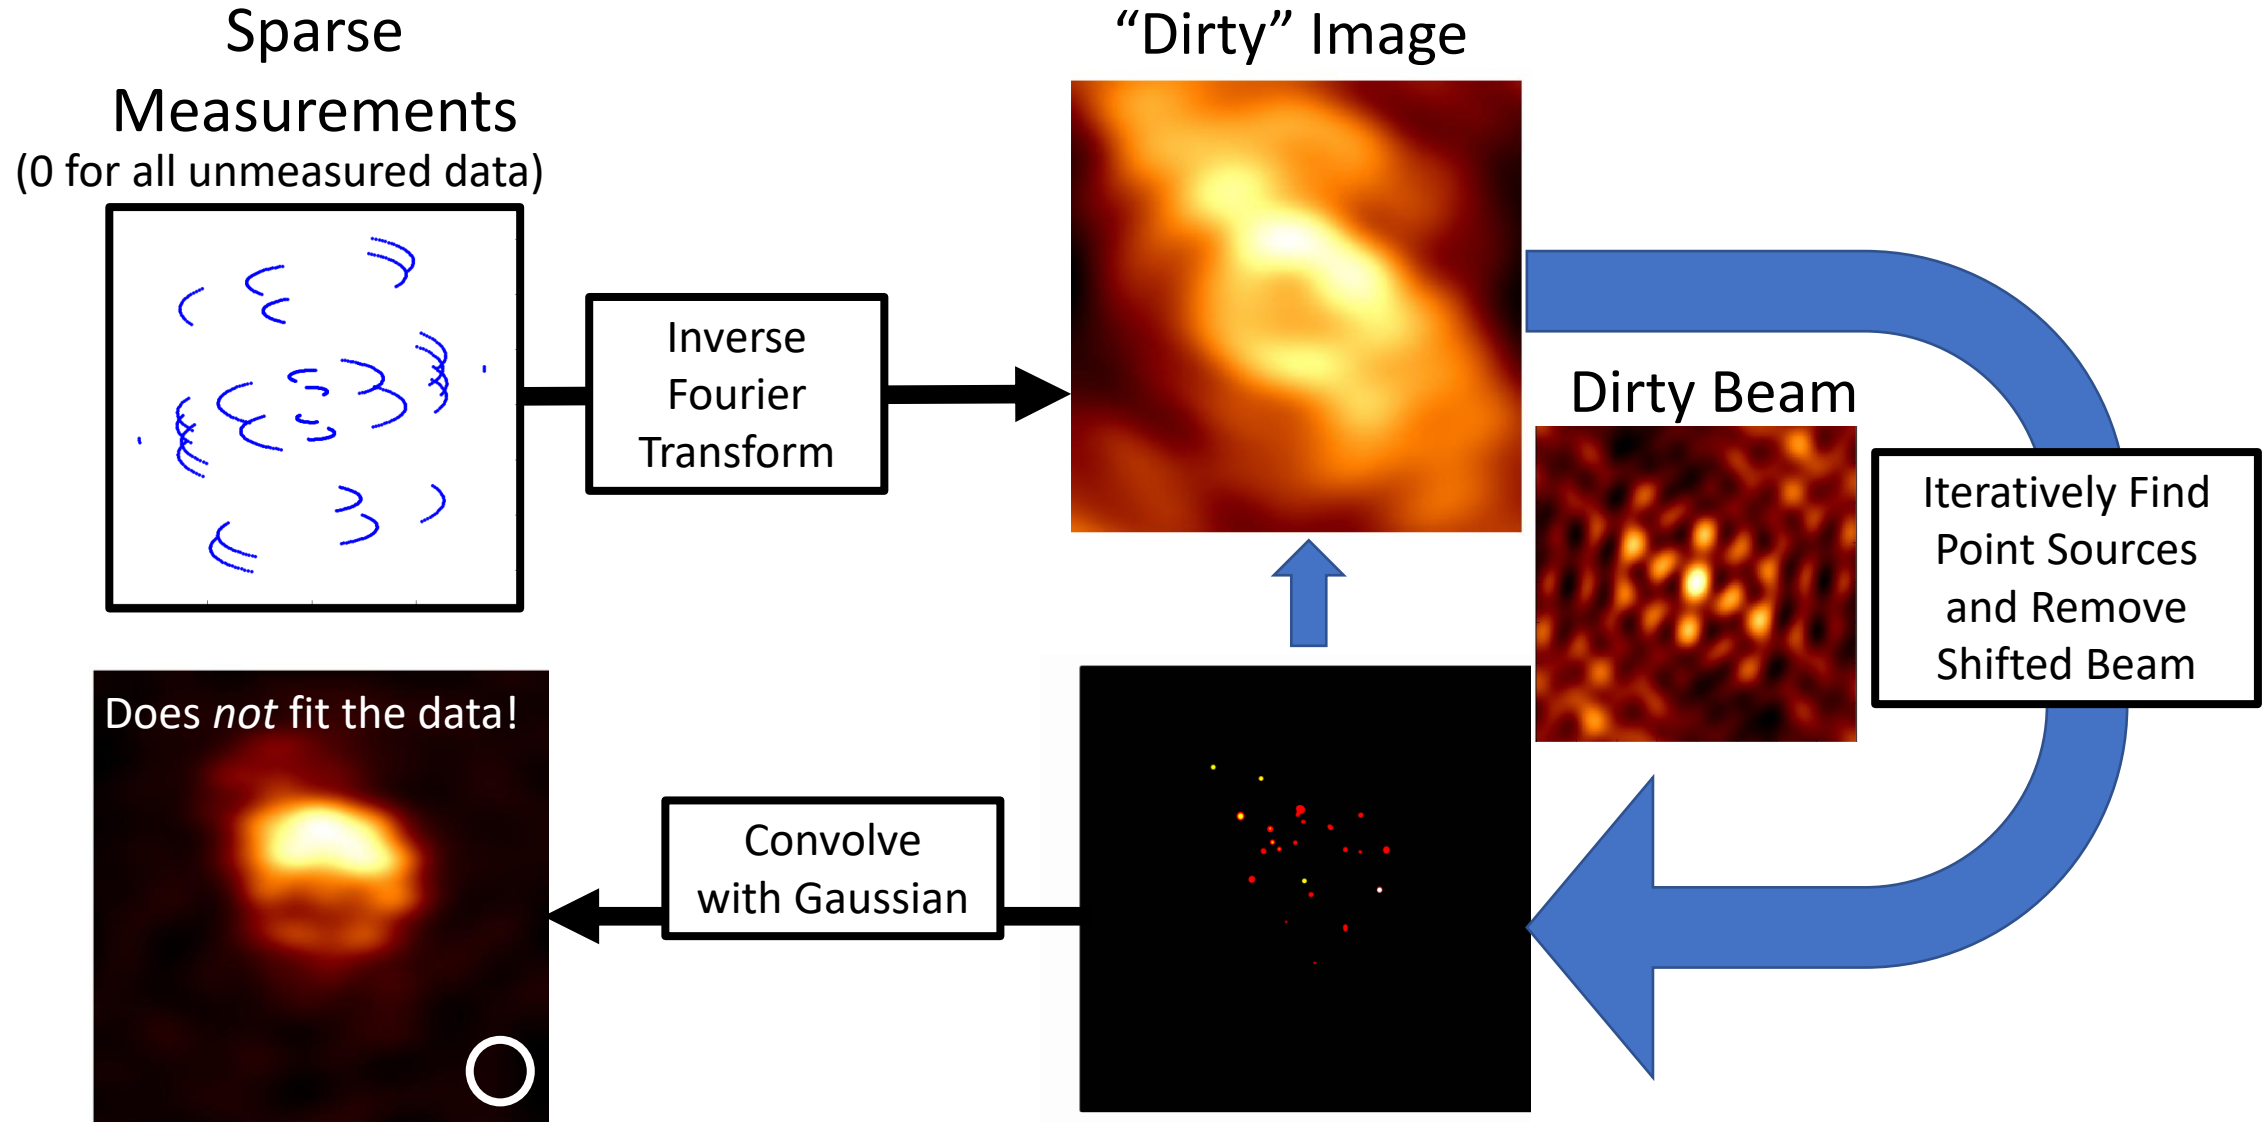 Sparse
Measurements
(0 for all unmeasured data)
Inverse
Fourier
Transform
“Dirty” Image
Dirty Beam
Iteratively Find
Point Sources
and Remove
Shifted Beam
Convolve
with Gaussian
Does not fit the data!